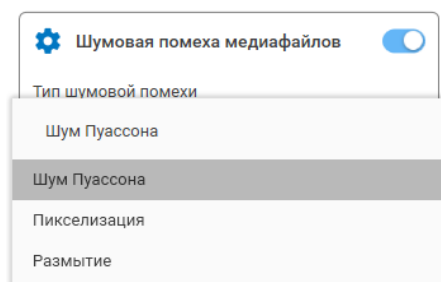 Шумовая помеха медиафайлов
Тип шумовой помехи
Шум Пуассона
Шум Пуассона
Пикселизация
Размытие